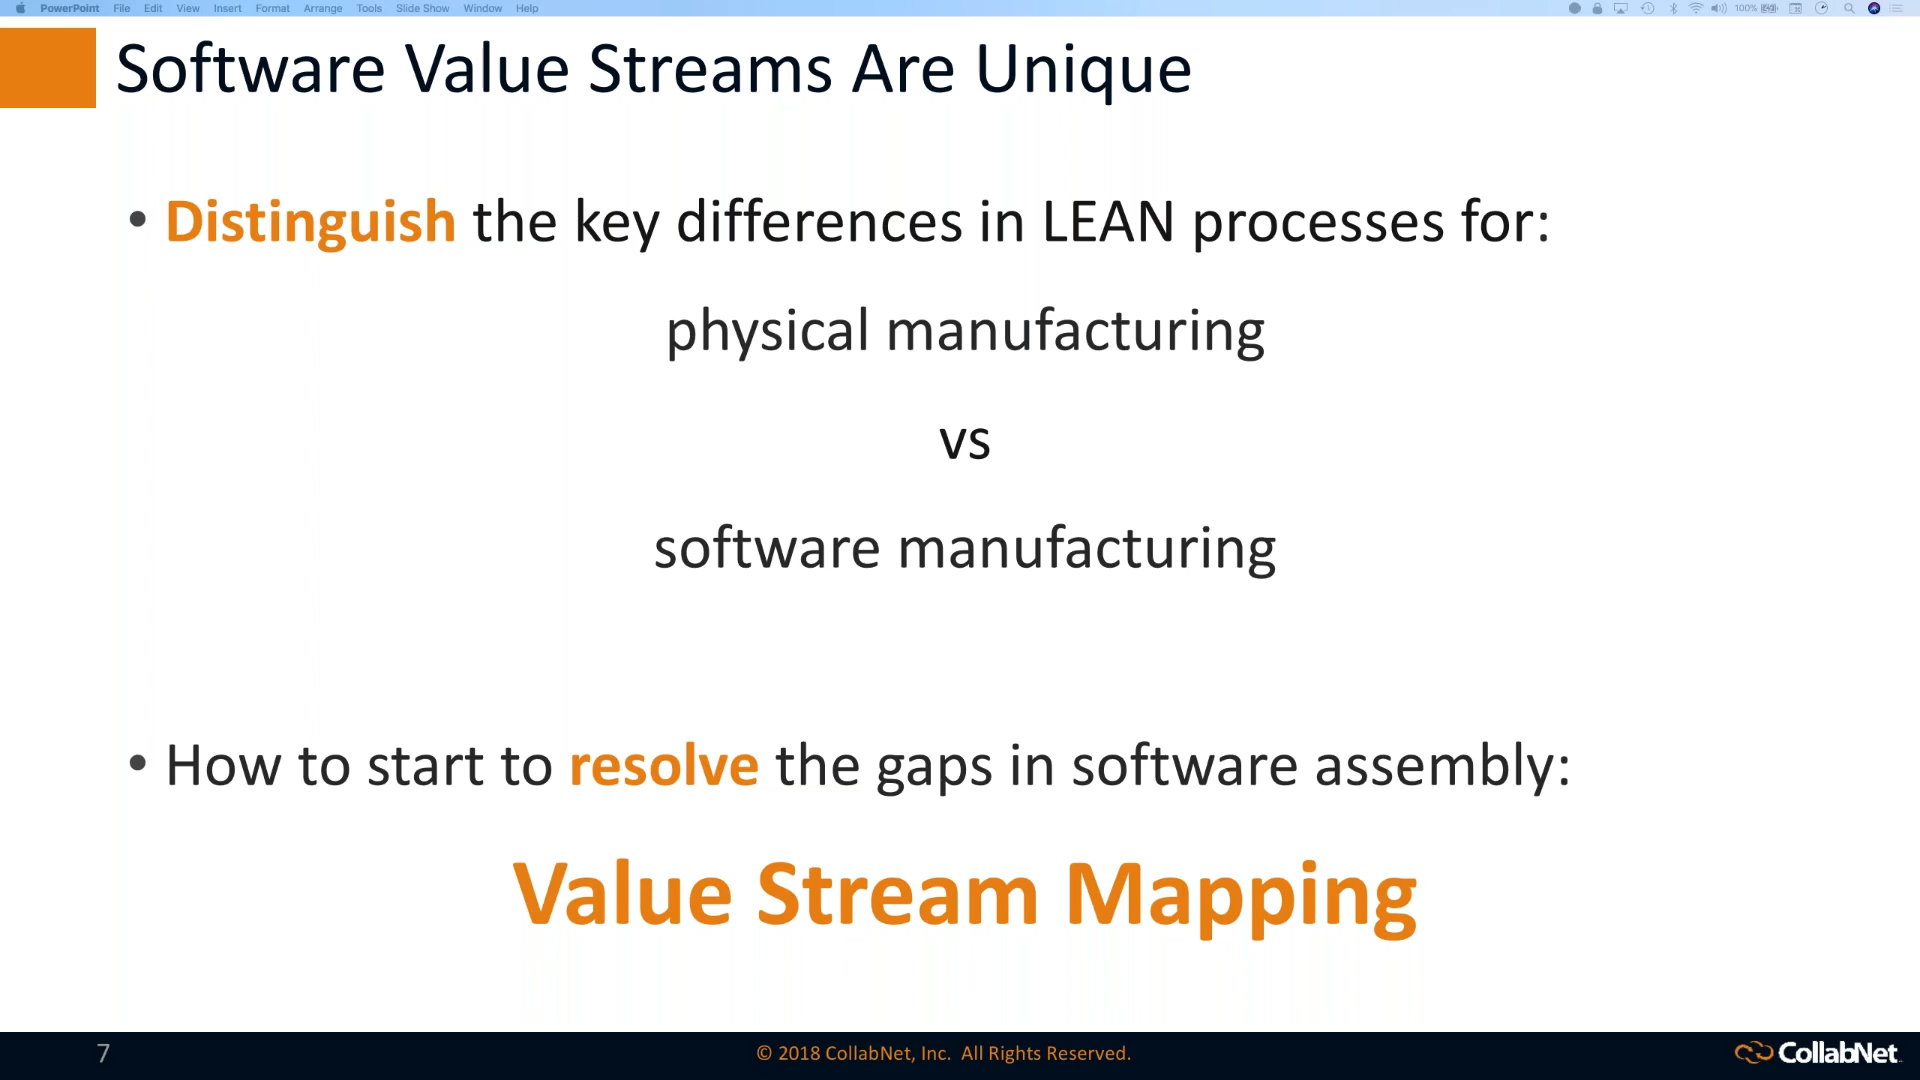 PowerPoint File Edit View Insert Format Arrange Tools Slide Show Window Help 100%
Software Value Streams Are Unique
• Distinguish the key differences in LEAN processes for:
physical manufacturing
vs
software manufacturing
• How to start to resolve the gaps in software assembly:
Value Stream Mapping
7
© 2018 CollabNet, Inc. All Rights Reserved.
CollabNet